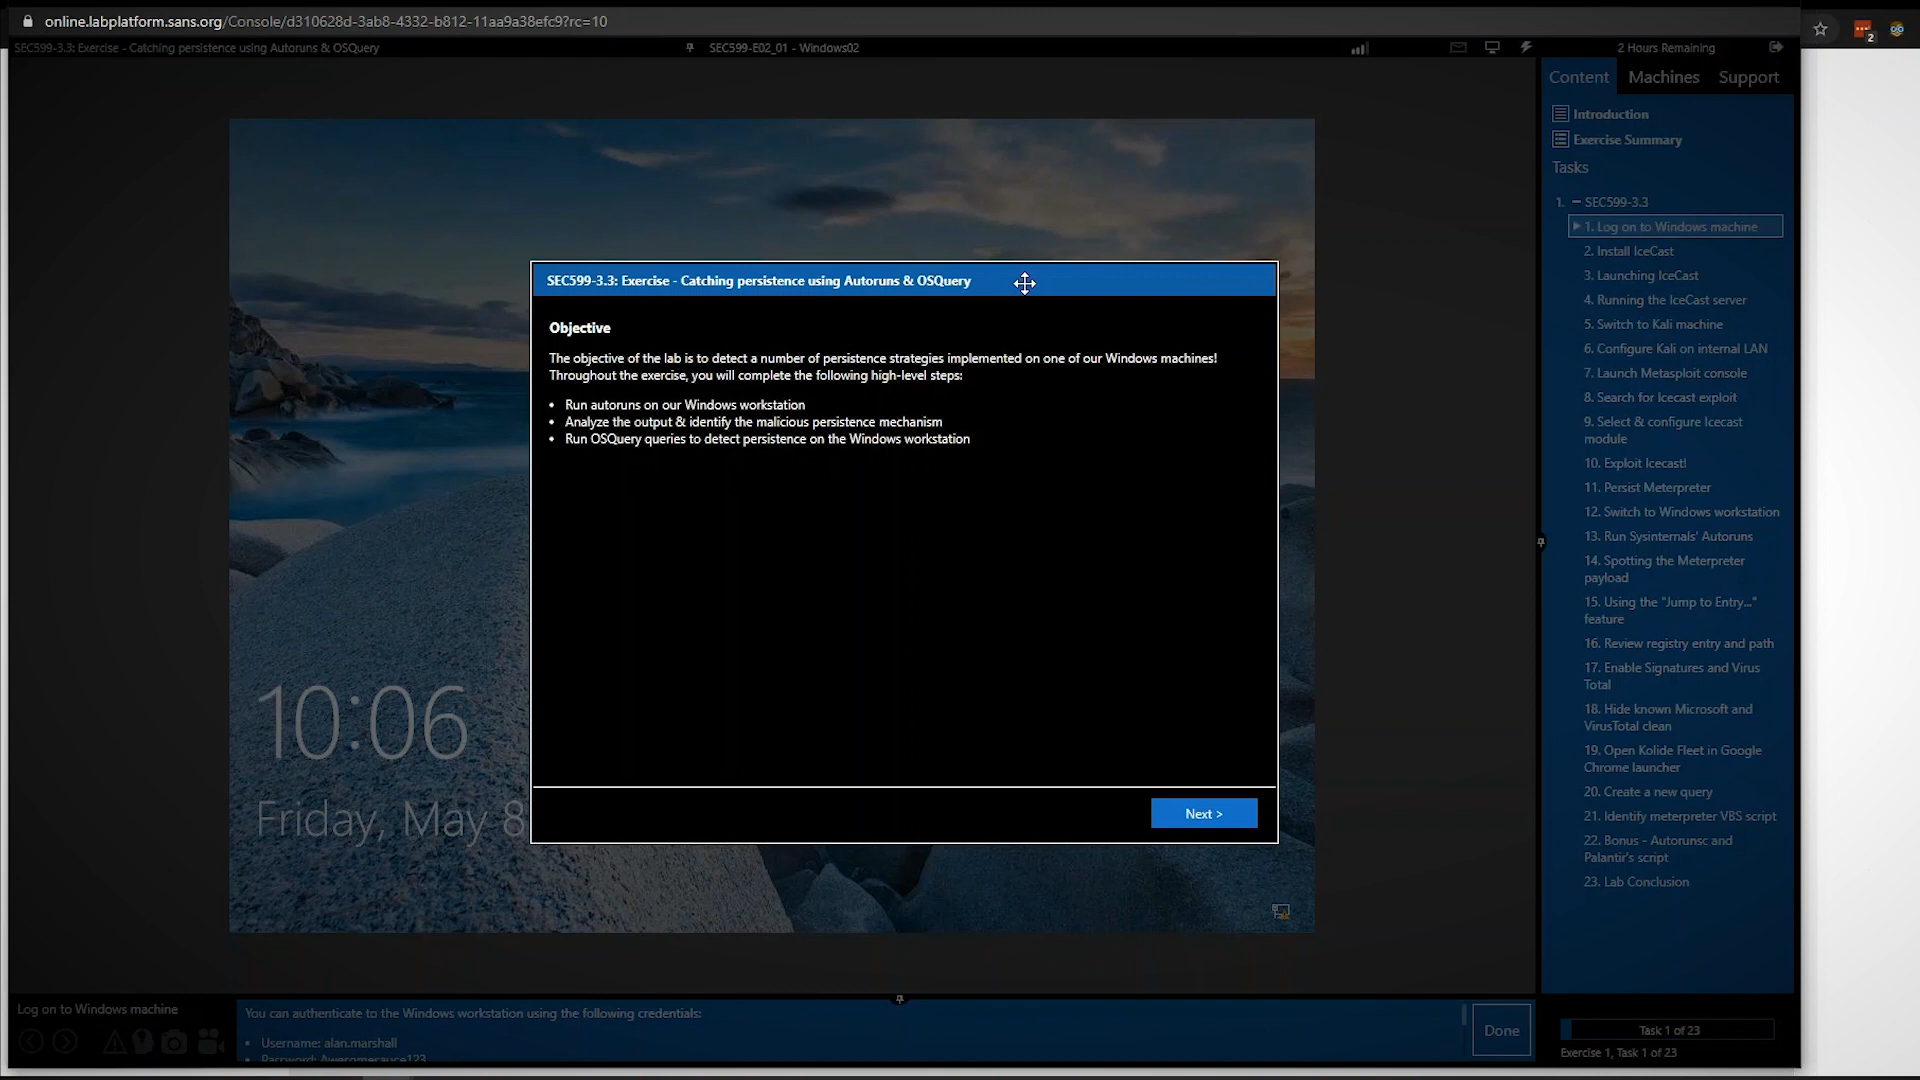 online.labplatform.sans.org/Console/d310628d-3ab8-4332-b812-11aa9a38efc9?rc=10
2
SEC599-3.3: Exercise - Catching persistence using Autoruns & OSQuery
SEC599-E02_01 - Windows02
2 Hours Remaining
Content
Machines
Support
Introduction
Exercise Summary
Tasks
1. SEC599-3.3
1. Log on to Windows machine
2. Install IceCast
3. Launching IceCast
4. Running the IceCast server
5. Switch to Kali machine
6. Configure Kali on internal LAN
7. Launch Metasploit console
8. Search for Icecast exploit
9. Select & configure Icecast
module
10. Exploit Icecast!
11. Persist Meterpreter
12. Switch to Windows workstation
13. Run Sysinternals' Autoruns
14. Spotting the Meterpreter
payload
15. Using the "Jump to Entry..."
feature
16. Review registry entry and path
17. Enable Signatures and Virus
Total
18. Hide known Microsoft and
VirusTotal clean
19. Open Kolide Fleet in Google
Chrome launcher
20. Create a new query
21. Identify meterpreter VBS script
22. Bonus - Autorunsc and
Palantir's script
23. Lab Conclusion
SEC599-3.3: Exercise - Catching persistence using Autoruns & OSQuery
Objective
The objective of the lab is to detect a number of persistence strategies implemented on one of our Windows machines!
Throughout the exercise, you will complete the following high-level steps:
• Run autoruns on our Windows workstation
• Analyze the output & identify the malicious persistence mechanism
• Run OSQuery queries to detect persistence on the Windows workstation
Next >
10:06
Friday, May 8
Log on to Windows machine
You can authenticate to the Windows workstation using the following credentials:
• Username: alan.marshall
• Password: Awesomesauce123
Done
Task 1 of 23
Exercise 1, Task 1 of 23